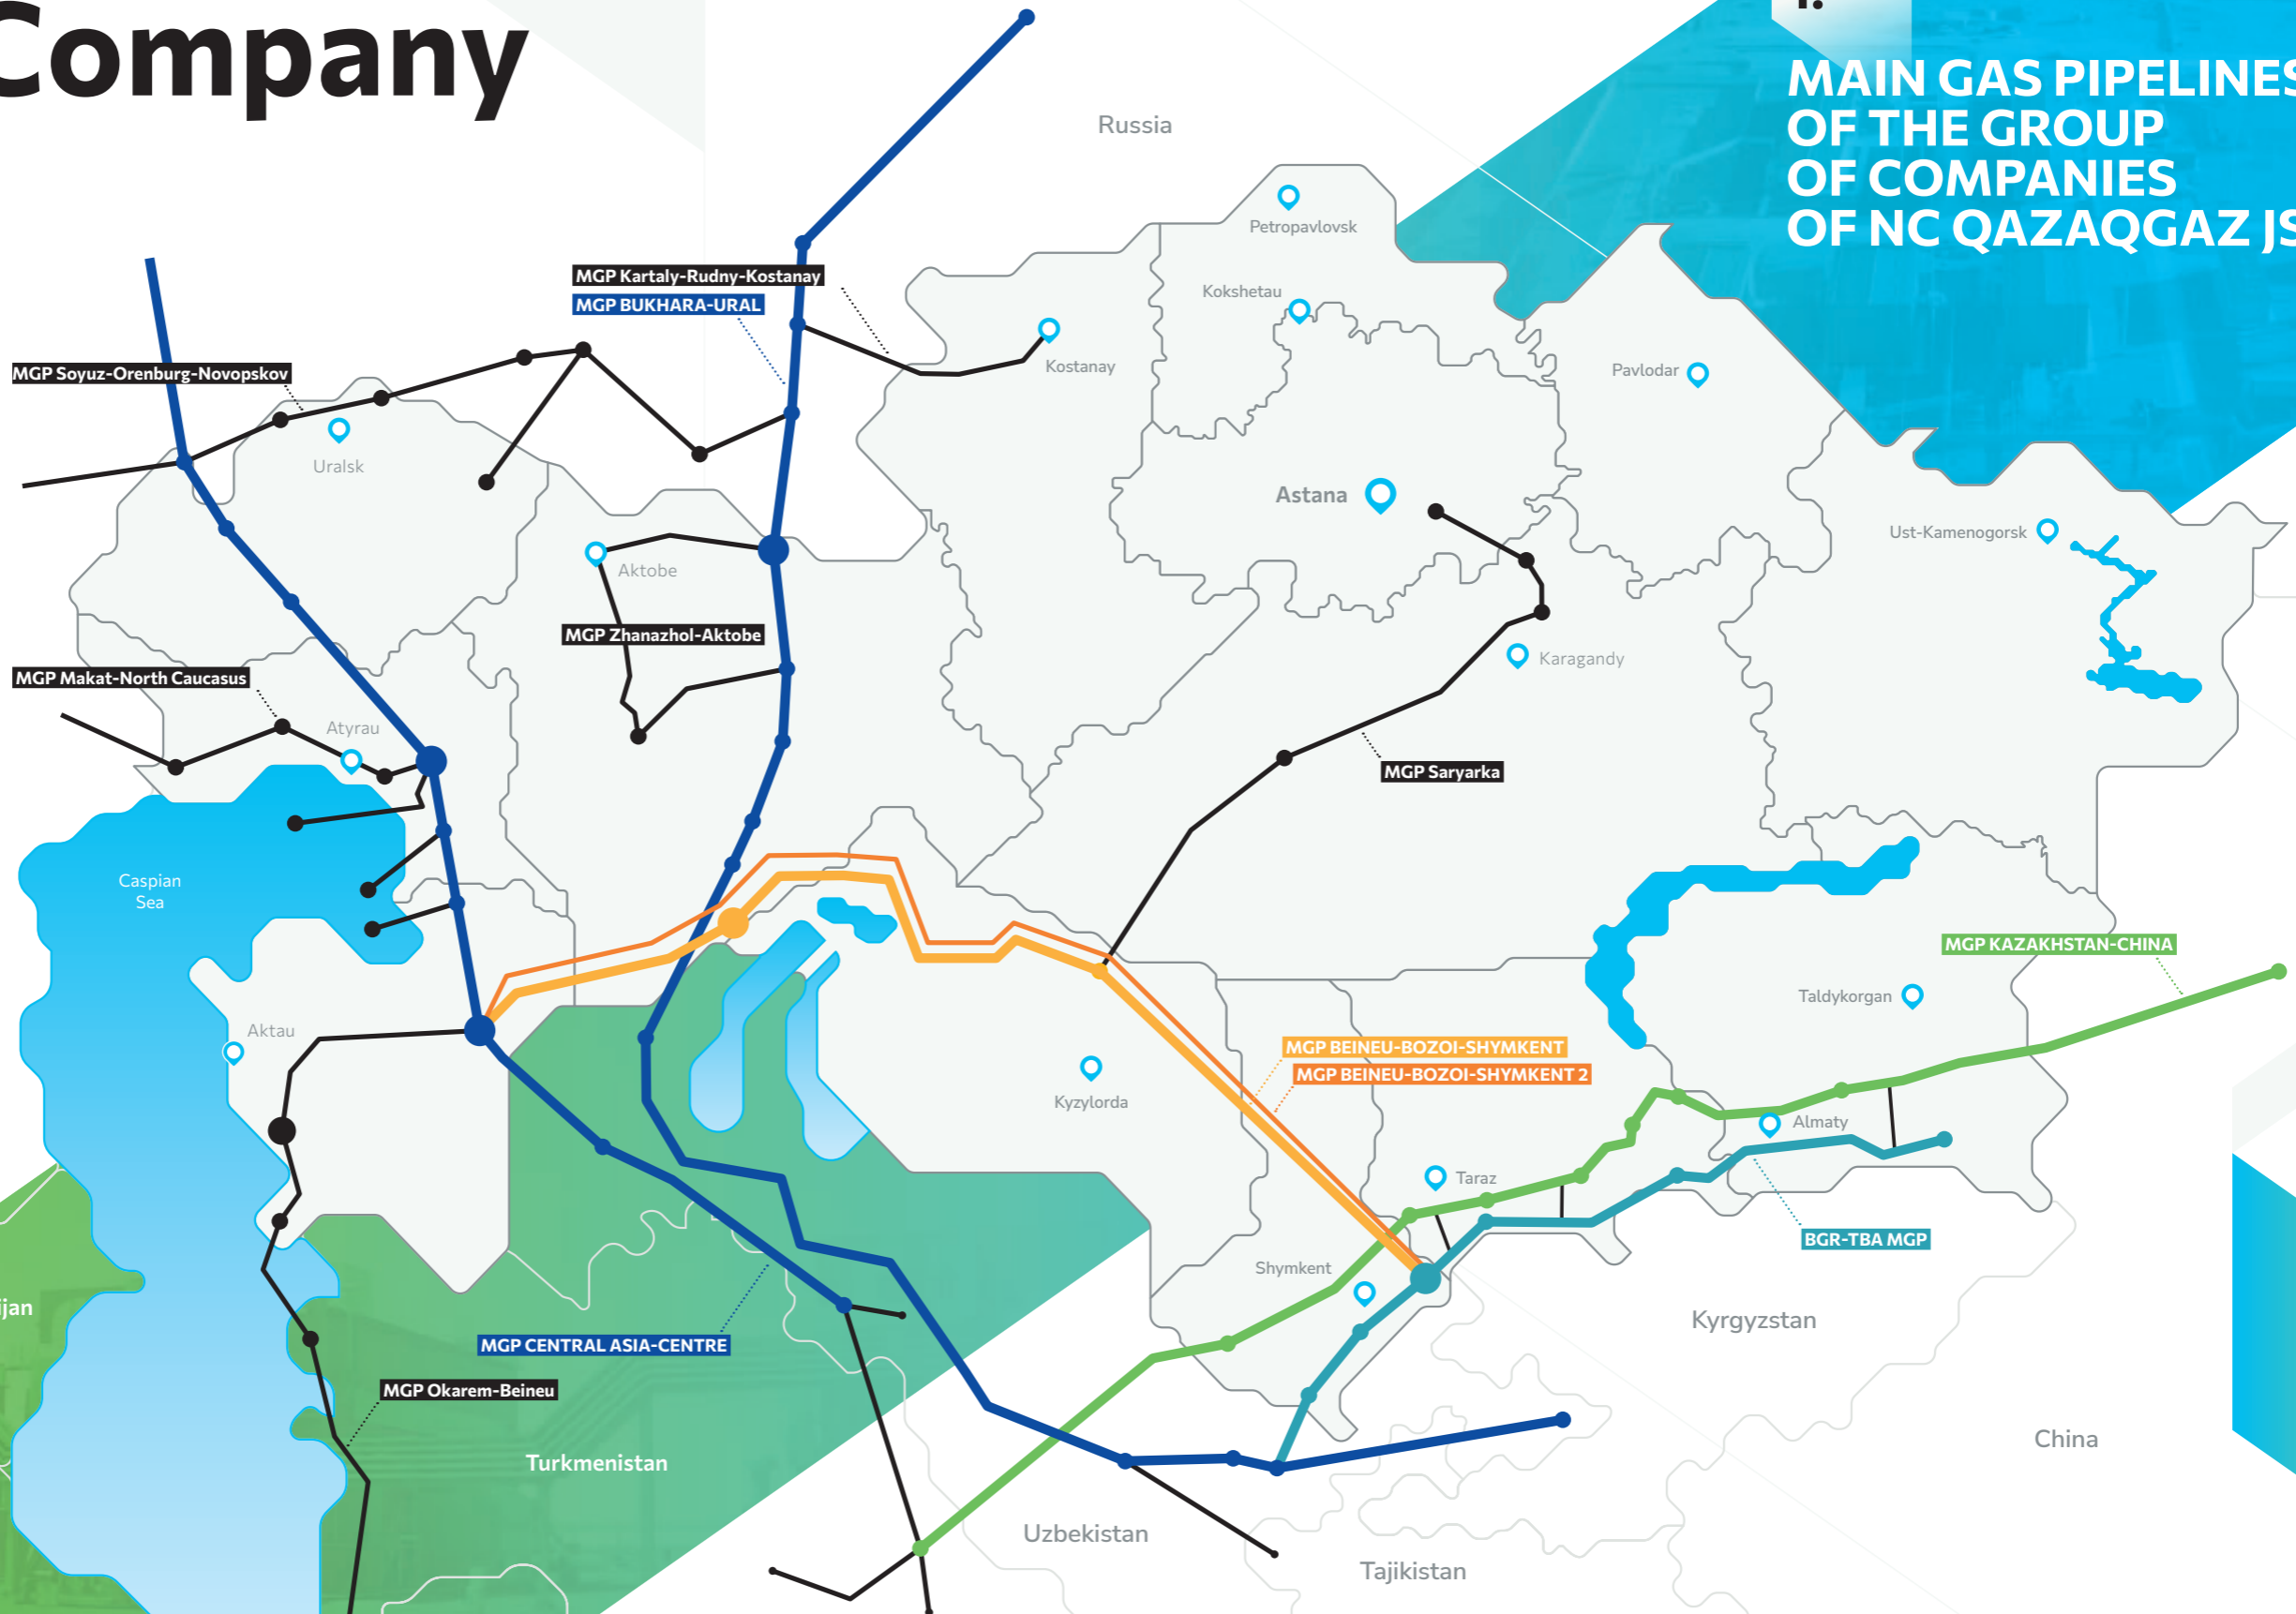 Company
MAIN GAS PIPELINES
OF THE GROUP
OF COMPANIES
OF NC QAZAQGAZ JS
Russia
Petropavlovsk
MGP Kartaly-Rudny-Kostanay
MGP BUKHARA-URAL
Kokshetau
Kostanay
Pavlodar
MGP Soyuz-Orenburg-Novopskov
Uralsk
Astana
Ust-Kamenogorsk
Aktobe
MGP Zhanazhol-Aktobe
Karagandy
MGP Makat-North Caucasus
Atyrau
MGP Saryarka
Caspian
Sea
MGP KAZAKHSTAN-CHINA
Taldykorgan
Aktau
MGP BEINEU-BOZOI-SHYMKENT
MGP BEINEU-BOZOI-SHYMKENT 2
Kyzylorda
Almaty
Taraz
BGR-TBA MGP
Shymkent
ijan
Kyrgyzstan
MGP CENTRAL ASIA-CENTRE
MGP Okarem-Beineu
China
Turkmenistan
Uzbekistan
Tajikistan